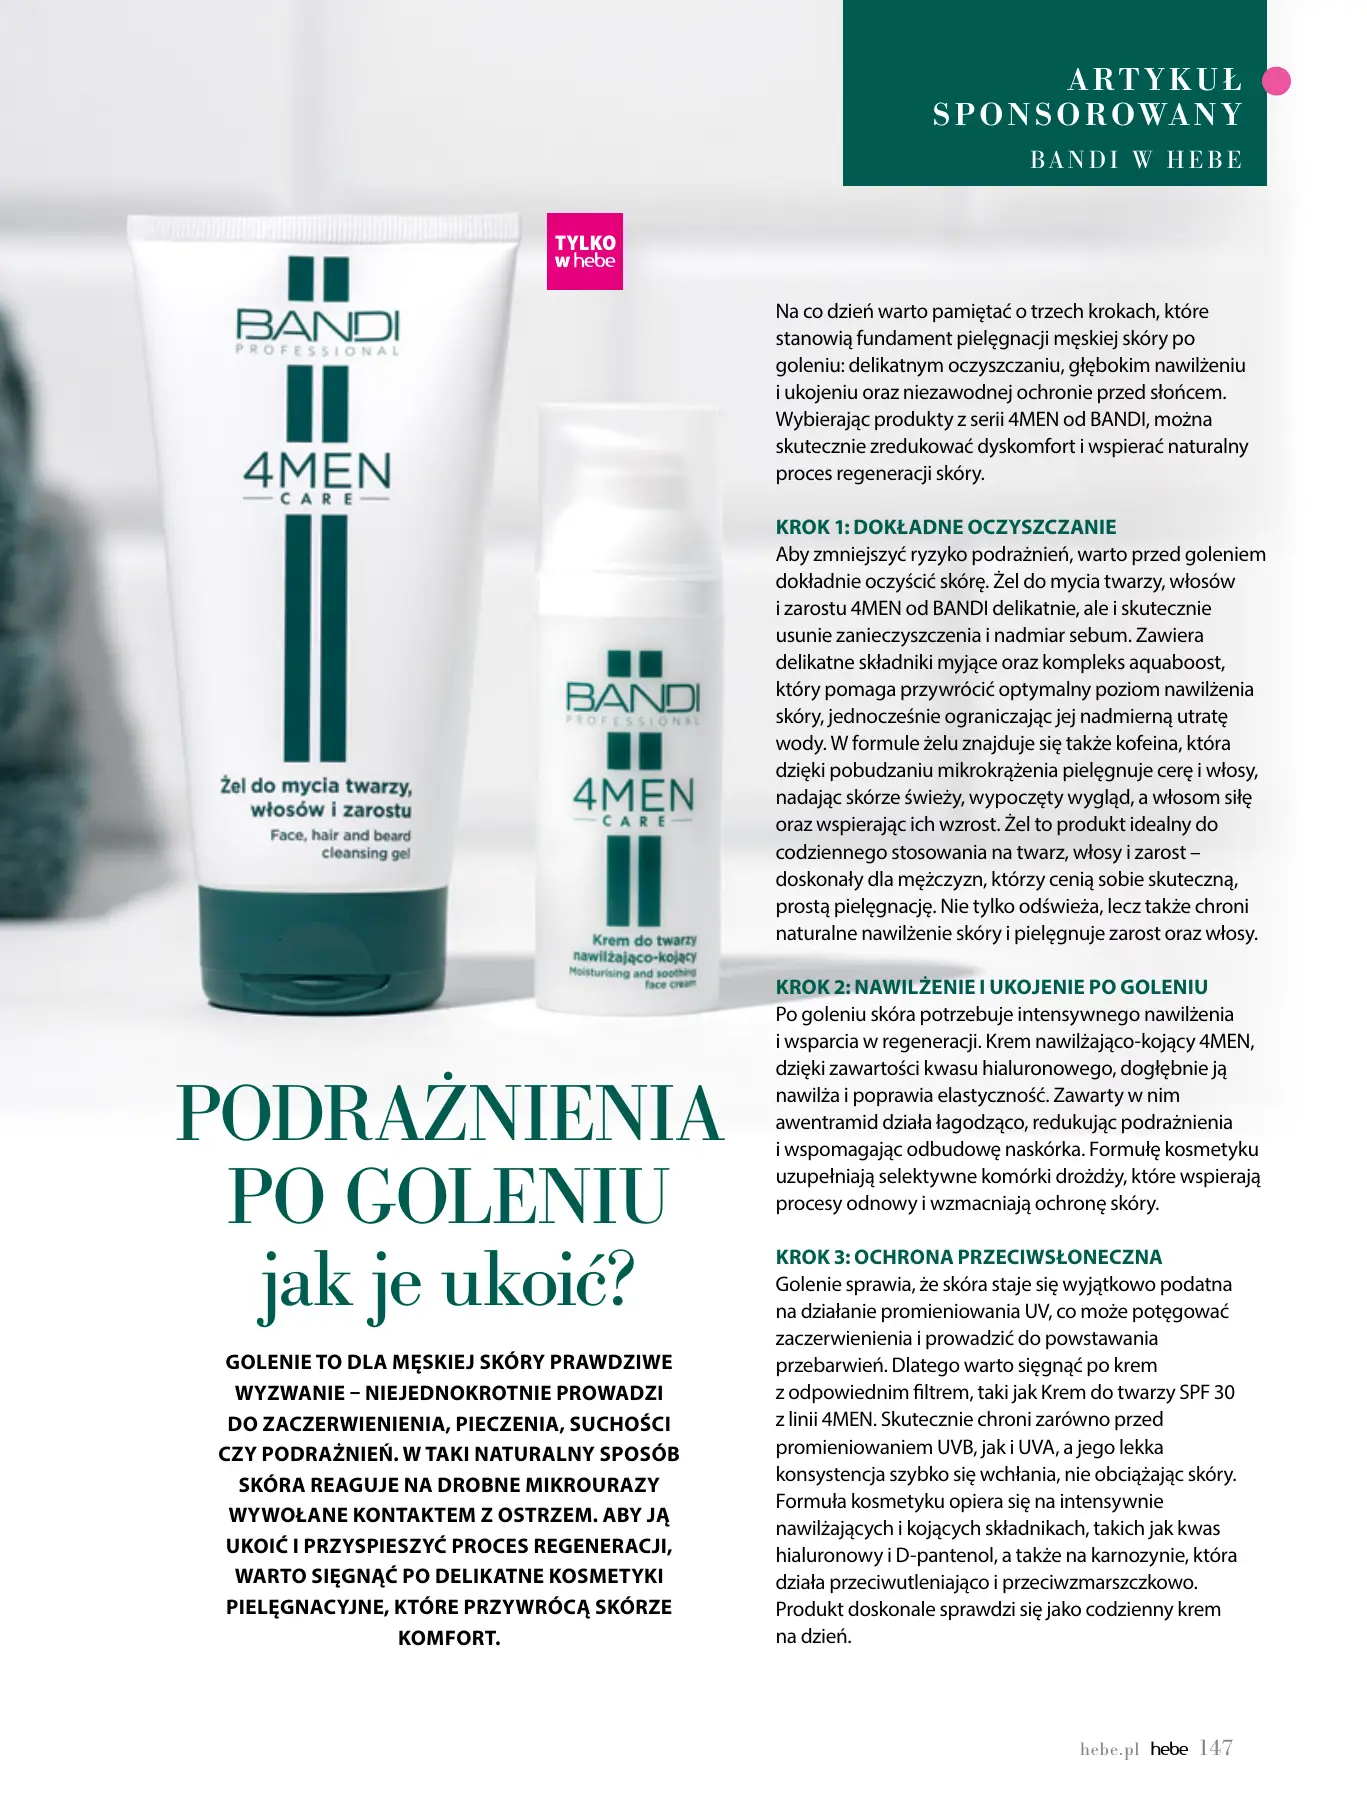 ARTYKUŁ
SPONSOROWANY
BANDI W HEBE
TYLKO
w hebe
BANDI
PROFESSIONAL
4MEN
CARE
Żel do mycia twarzy,
włosów i zarostu
Face, hair and beard
cleansing gel
BANDI
PROFESSIONAL
4MEN
CARE
Krem do twarzy
nawilżająco-kojący
Moisturising and soothing
face cream
PODRAŻNIENIA
PO GOLENIU
jak je ukoić?
GOLENIE TO DLA MĘSKIEJ SKÓRY PRAWDZIWE
WYZWANIE – NIEJEDNOKROTNIE PROWADZI
DO ZACZERWIENIENIA, PIECZENIA, SUCHOŚCI
CZY PODRAŻNIEŃ. W TAKI NATURALNY SPOSÓB
SKÓRA REAGUJE NA DROBNE MIKROURAZY
WYWOŁANE KONTAKTEM Z OSTRZEM. ABY JĄ
UKOIĆ I PRZYSPIESZYĆ PROCES REGENERACJI,
WARTO SIĘGNĄĆ PO DELIKATNE KOSMETYKI
PIELĘGNACYJNE, KTÓRE PRZYWRÓCĄ SKÓRZE
KOMFORT.
Na co dzień warto pamiętać o trzech krokach, które
stanowią fundament pielęgnacji męskiej skóry po
goleniu: delikatnym oczyszczaniu, głębokim nawilżeniu
i ukojeniu oraz niezawodnej ochronie przed słońcem.
Wybierając produkty z serii 4MEN od BANDI, można
skutecznie zredukować dyskomfort i wspierać naturalny
proces regeneracji skóry.
KROK 1: DOKŁADNE OCZYSZCZANIE
Aby zmniejszyć ryzyko podrażnień, warto przed goleniem
dokładnie oczyścić skórę. Żel do mycia twarzy, włosów
i zarostu 4MEN od BANDI delikatnie, ale i skutecznie
usunie zanieczyszczenia i nadmiar sebum. Zawiera
delikatne składniki myjące oraz kompleks aquaboost,
który pomaga przywrócić optymalny poziom nawilżenia
skóry, jednocześnie ograniczając jej nadmierną utratę
wody. W formule żelu znajduje się także kofeina, która
dzięki pobudzaniu mikrokrążenia pielęgnuje cerę i włosy,
nadając skórze świeży, wypoczęty wygląd, a włosom siłę
oraz wspierając ich wzrost. Żel to produkt idealny do
codziennego stosowania na twarz, włosy i zarost –
doskonały dla mężczyzn, którzy cenią sobie skuteczną,
prostą pielęgnację. Nie tylko odświeża, lecz także chroni
naturalne nawilżenie skóry i pielęgnuje zarost oraz włosy.
KROK 2: NAWILŻENIE I UKOJENIE PO GOLENIU
Po goleniu skóra potrzebuje intensywnego nawilżenia
i wsparcia w regeneracji. Krem nawilżająco-kojący 4MEN,
dzięki zawartości kwasu hialuronowego, dogłębnie ją
nawilża i poprawia elastyczność. Zawarty w nim
awentramid działa łagodząco, redukując podrażnienia
i wspomagając odbudowę naskórka. Formułę kosmetyku
uzupełniają selektywne komórki drożdży, które wspierają
procesy odnowy i wzmacniają ochronę skóry.
KROK 3: OCHRONA PRZECIWSŁONECZNA
Golenie sprawia, że skóra staje się wyjątkowo podatna
na działanie promieniowania UV, co może potęgować
zaczerwienienia i prowadzić do powstawania
przebarwień. Dlatego warto sięgnąć po krem
z odpowiednim filtrem, taki jak Krem do twarzy SPF 30
z linii 4MEN. Skutecznie chroni zarówno przed
promieniowaniem UVB, jak i UVA, a jego lekka
konsystencja szybko się wchłania, nie obciążając skóry.
Formuła kosmetyku opiera się na intensywnie
nawilżających i kojących składnikach, takich jak kwas
hialuronowy i D-pantenol, a także na karnozynie, która
działa przeciwutleniająco i przeciwzmarszczkowo.
Produkt doskonale sprawdzi się jako codzienny krem
na dzień.
hebe.pl hebe 147